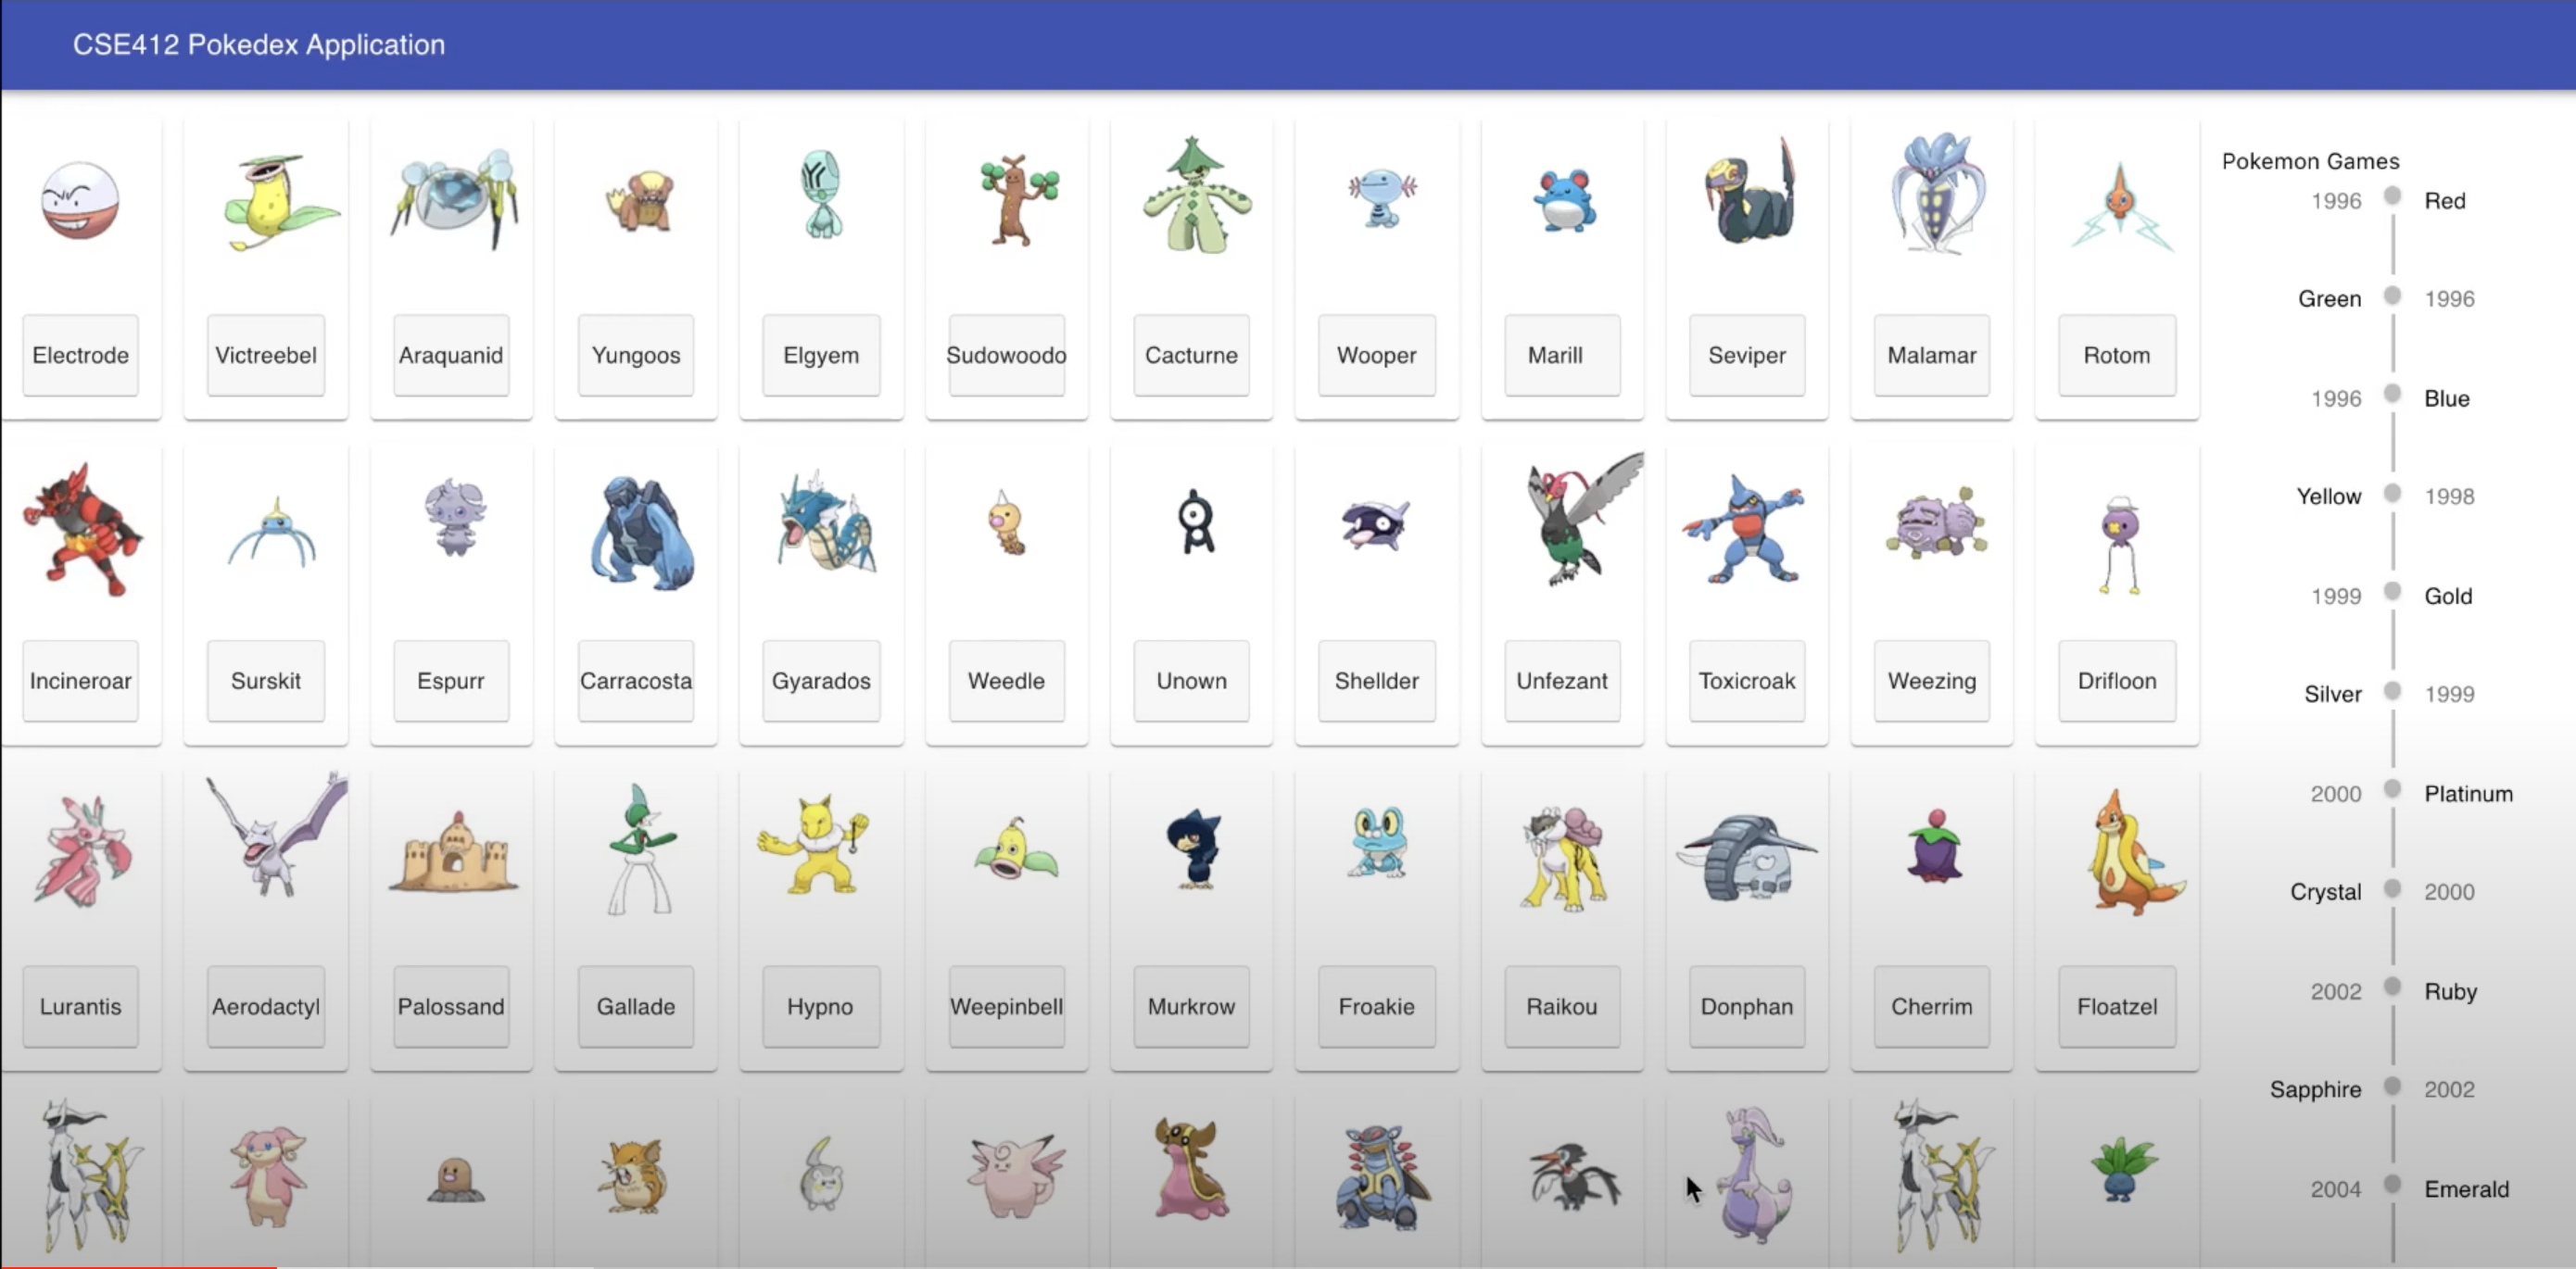 CSE412 Pokedex Application
Electrode Victreebel Araquanid Yungoos Elgyem Sudowoodo Cacturne Wooper Marill Seviper Malamar Rotom
Incineroar Surskit Espurr Carracosta Gyarados Weedle Unown Shellder Unfezant Toxicroak Weezing Drifloon
Lurantis Aerodactyl Palossand Gallade Hypno Weepinbell Murkrow Froakie Raikou Donphan Cherrim Floatzel
Pokemon Games
1996 Red
Green 1996
1996 Blue
Yellow 1998
1999 Gold
Silver 1999
2000 Platinum
Crystal 2000
2002 Ruby
Sapphire 2002
2004 Emerald